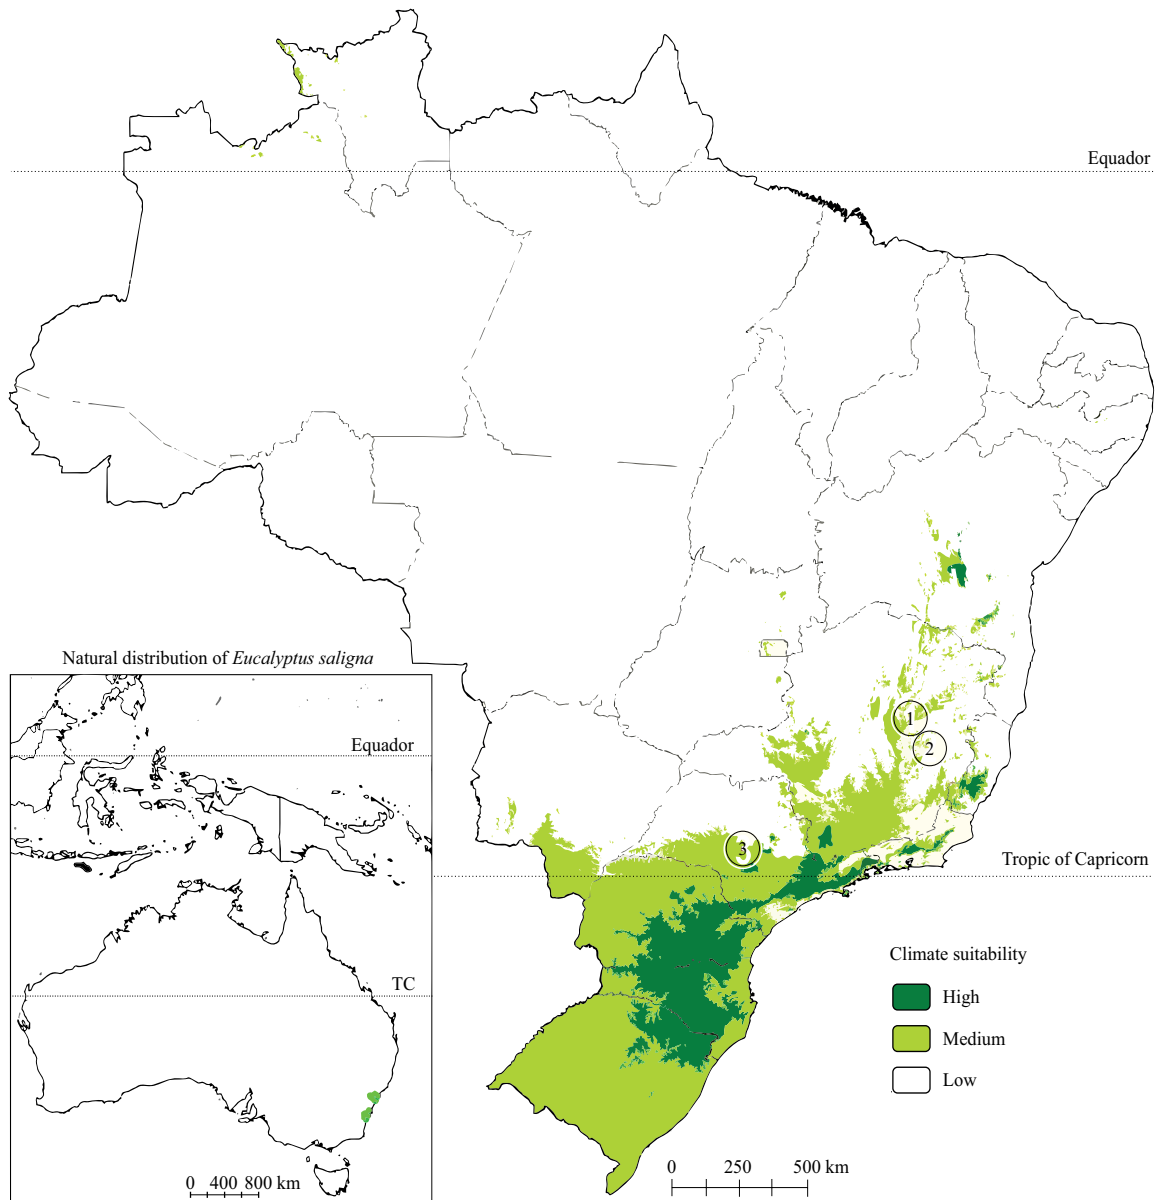 Equador
Natural distribution of Eucalyptus saligna
Equador
1
2
3
Tropic of Capricorn
Climate suitability
High
Medium
Low
TC
0 400 800 km
0 250 500 km